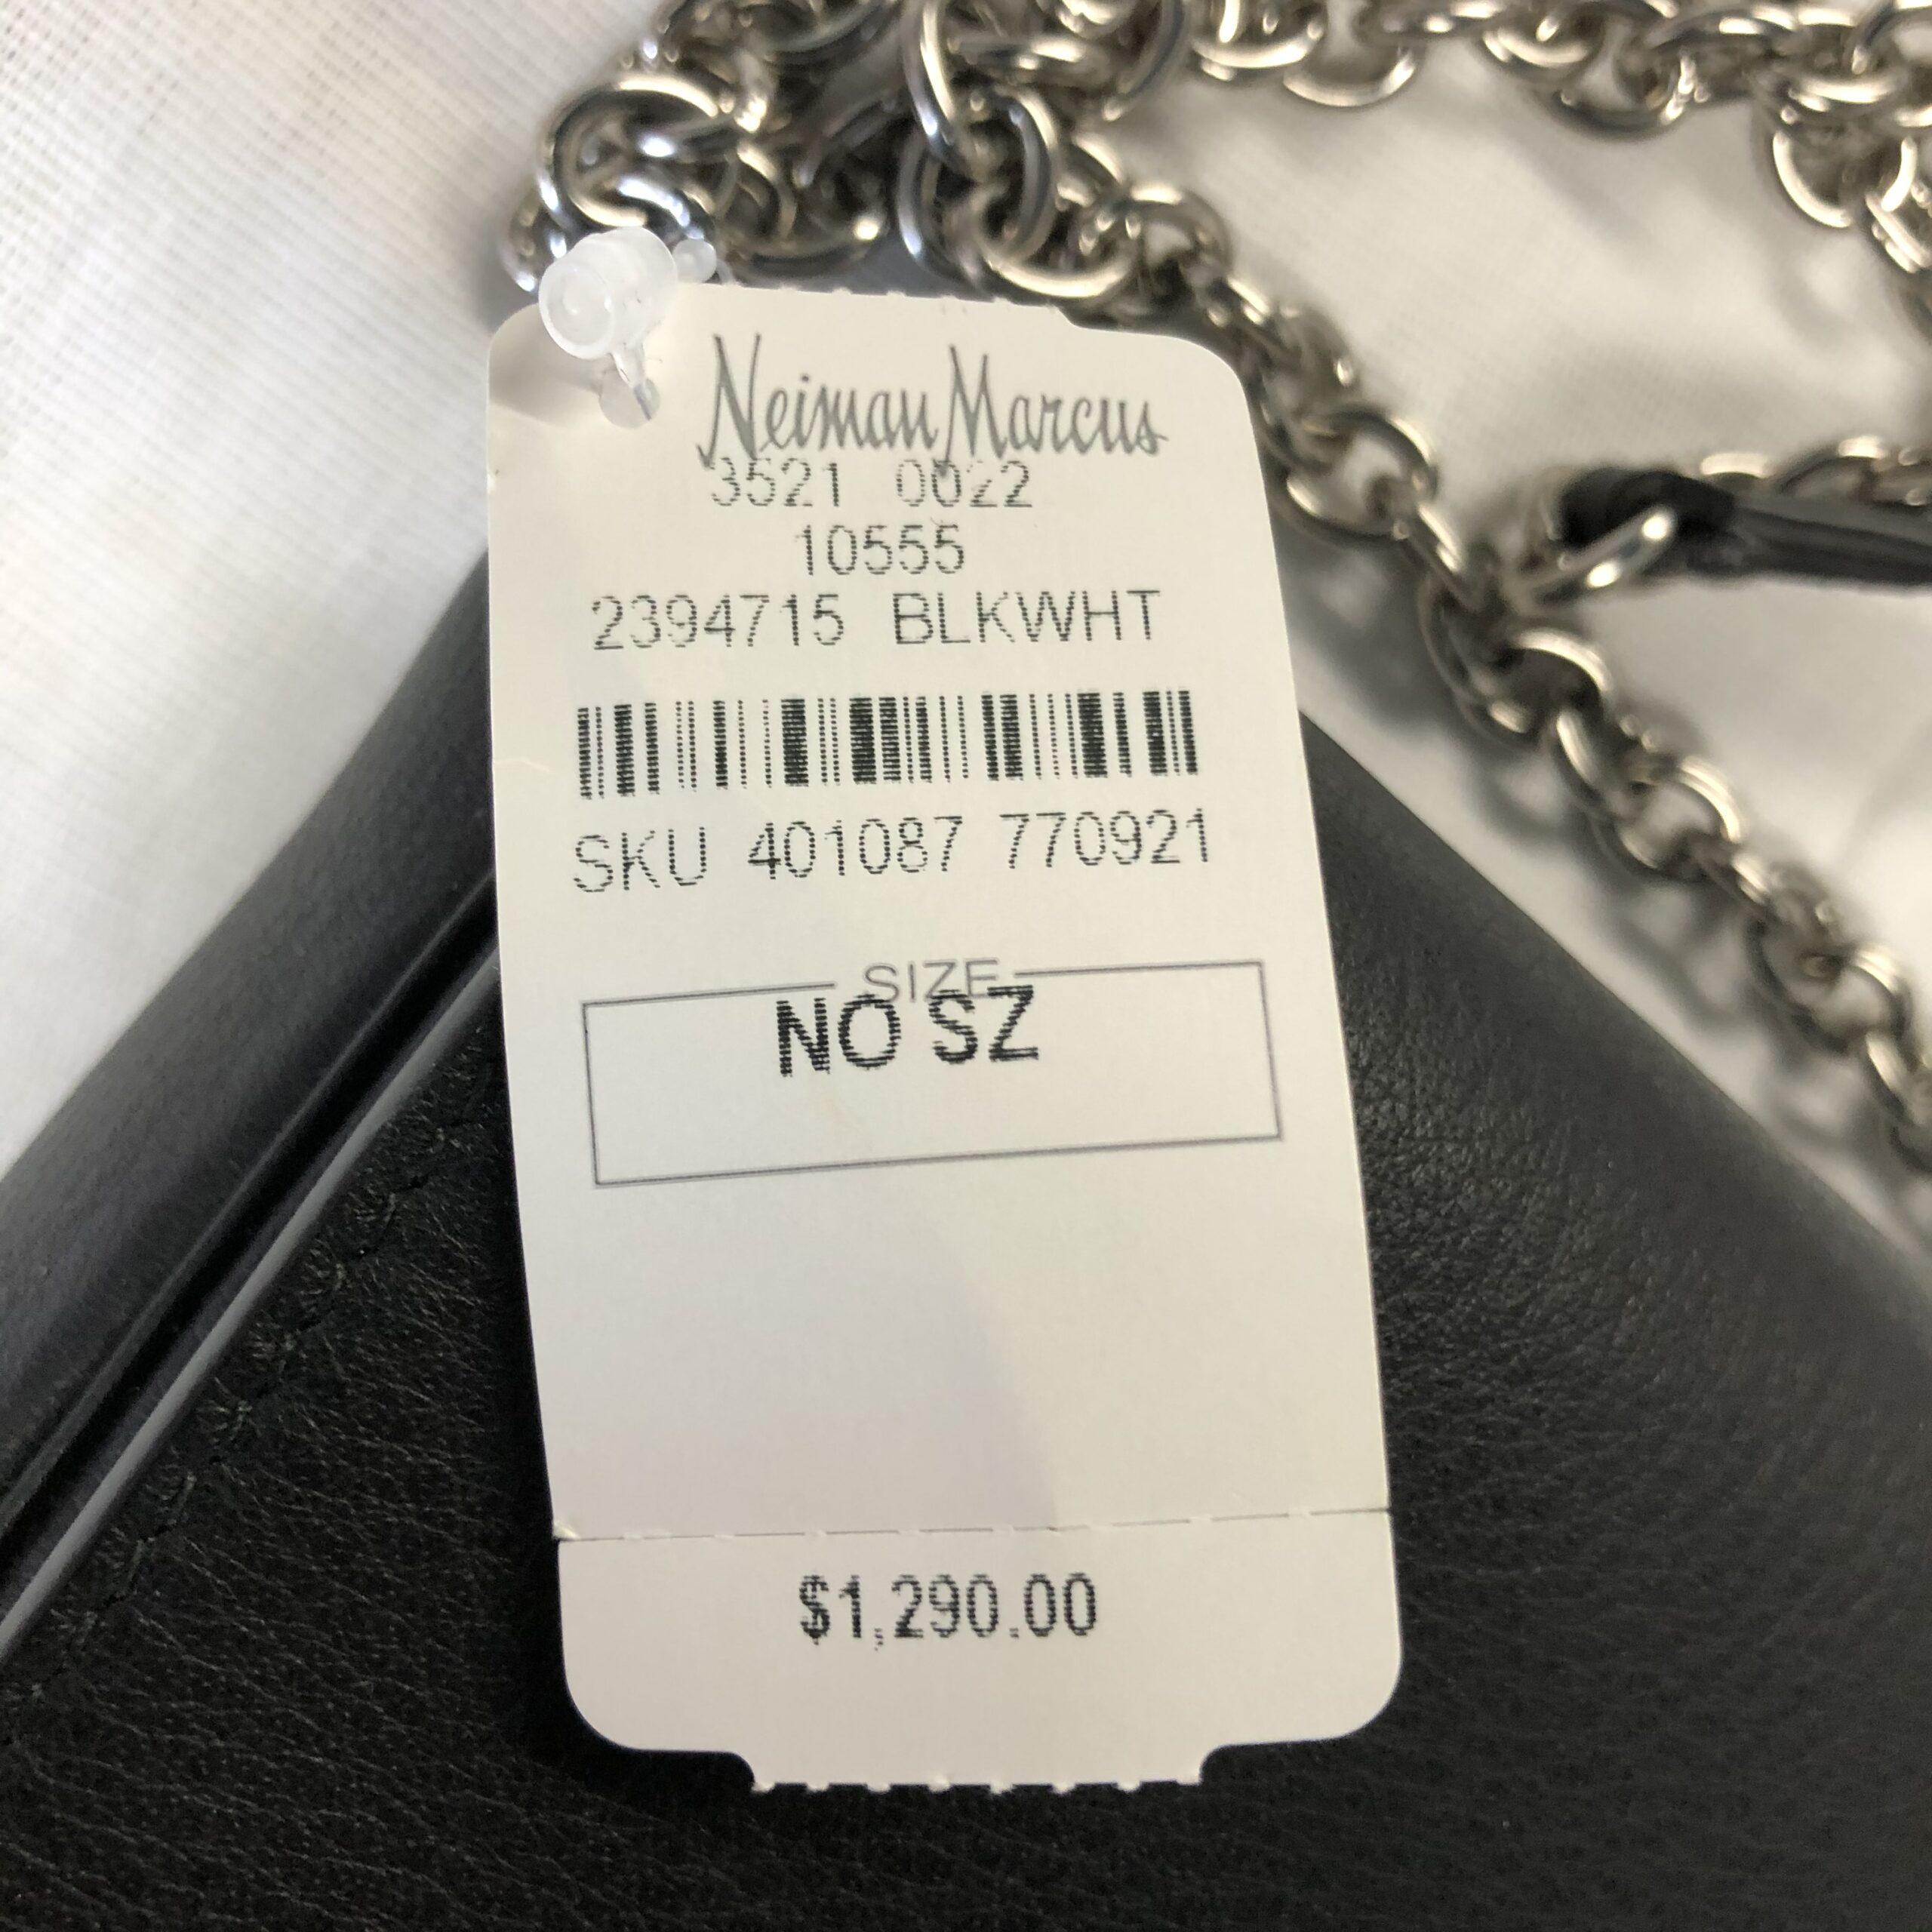 Neiman Marcus
3521 0022
10555
2394715 BLKWHT
SKU 401087 770921
SIZE
NO SZ
$1,290.00